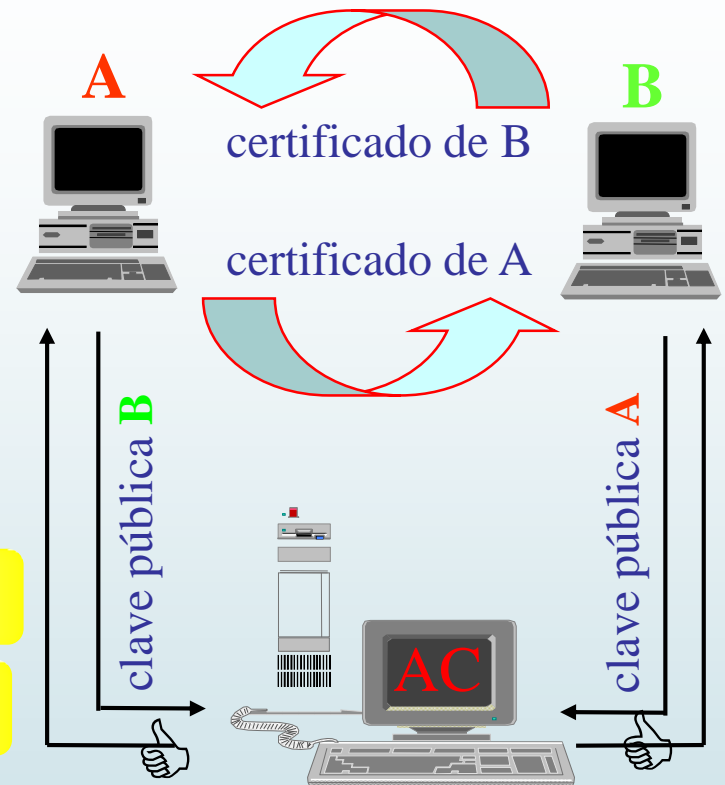 A
B
certificado de B
certificado de A
clave pública B
clave pública A
AC